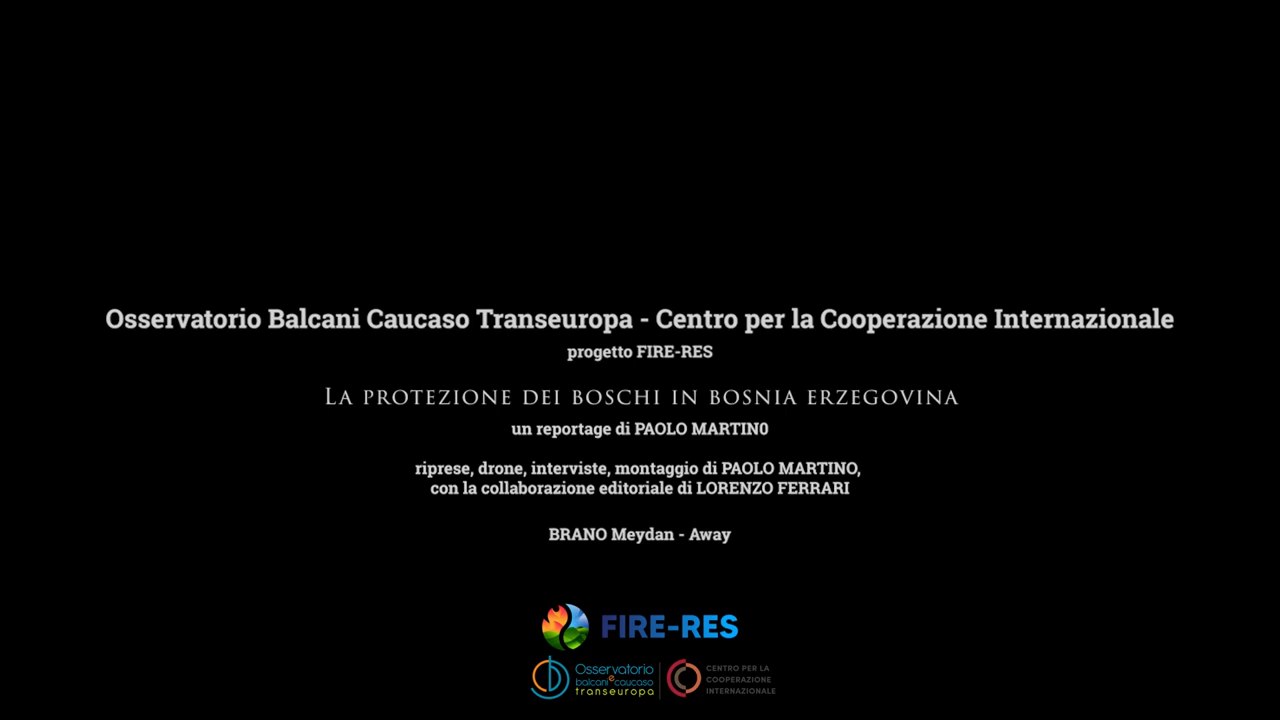 Osservatorio Balcani Caucaso Transeuropa - Centro per la Cooperazione Internazionale
progetto FIRE-RES
LA PROTEZIONE DEI BOSCHI IN BOSNIA ERZEGOVINA
un reportage di PAOLO MARTIN0
riprese, drone, interviste, montaggio di PAOLO MARTINO,
con la collaborazione editoriale di LORENZO FERRARI
BRANO Meydan - Away
FIRE-RES
Osservatorio
balcani e caucaso
transeuropa
CENTRO PER LA
COOPERAZIONE
INTERNAZIONALE